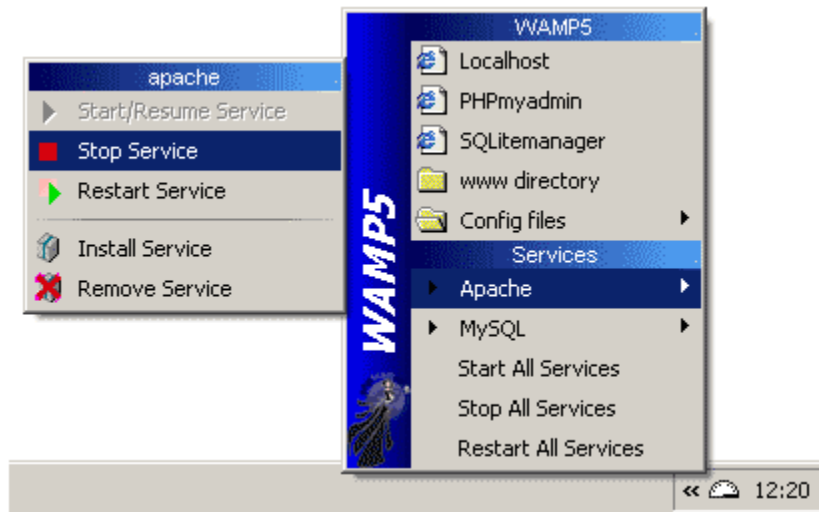 WAMP5
Localhost
PHPmyadmin
SQLitemanager
www directory
Config files
Services
Apache
MySQL
Start All Services
Stop All Services
Restart All Services
WAMP5
apache
Start/Resume Service
Stop Service
Restart Service
Install Service
Remove Service
« 12:20